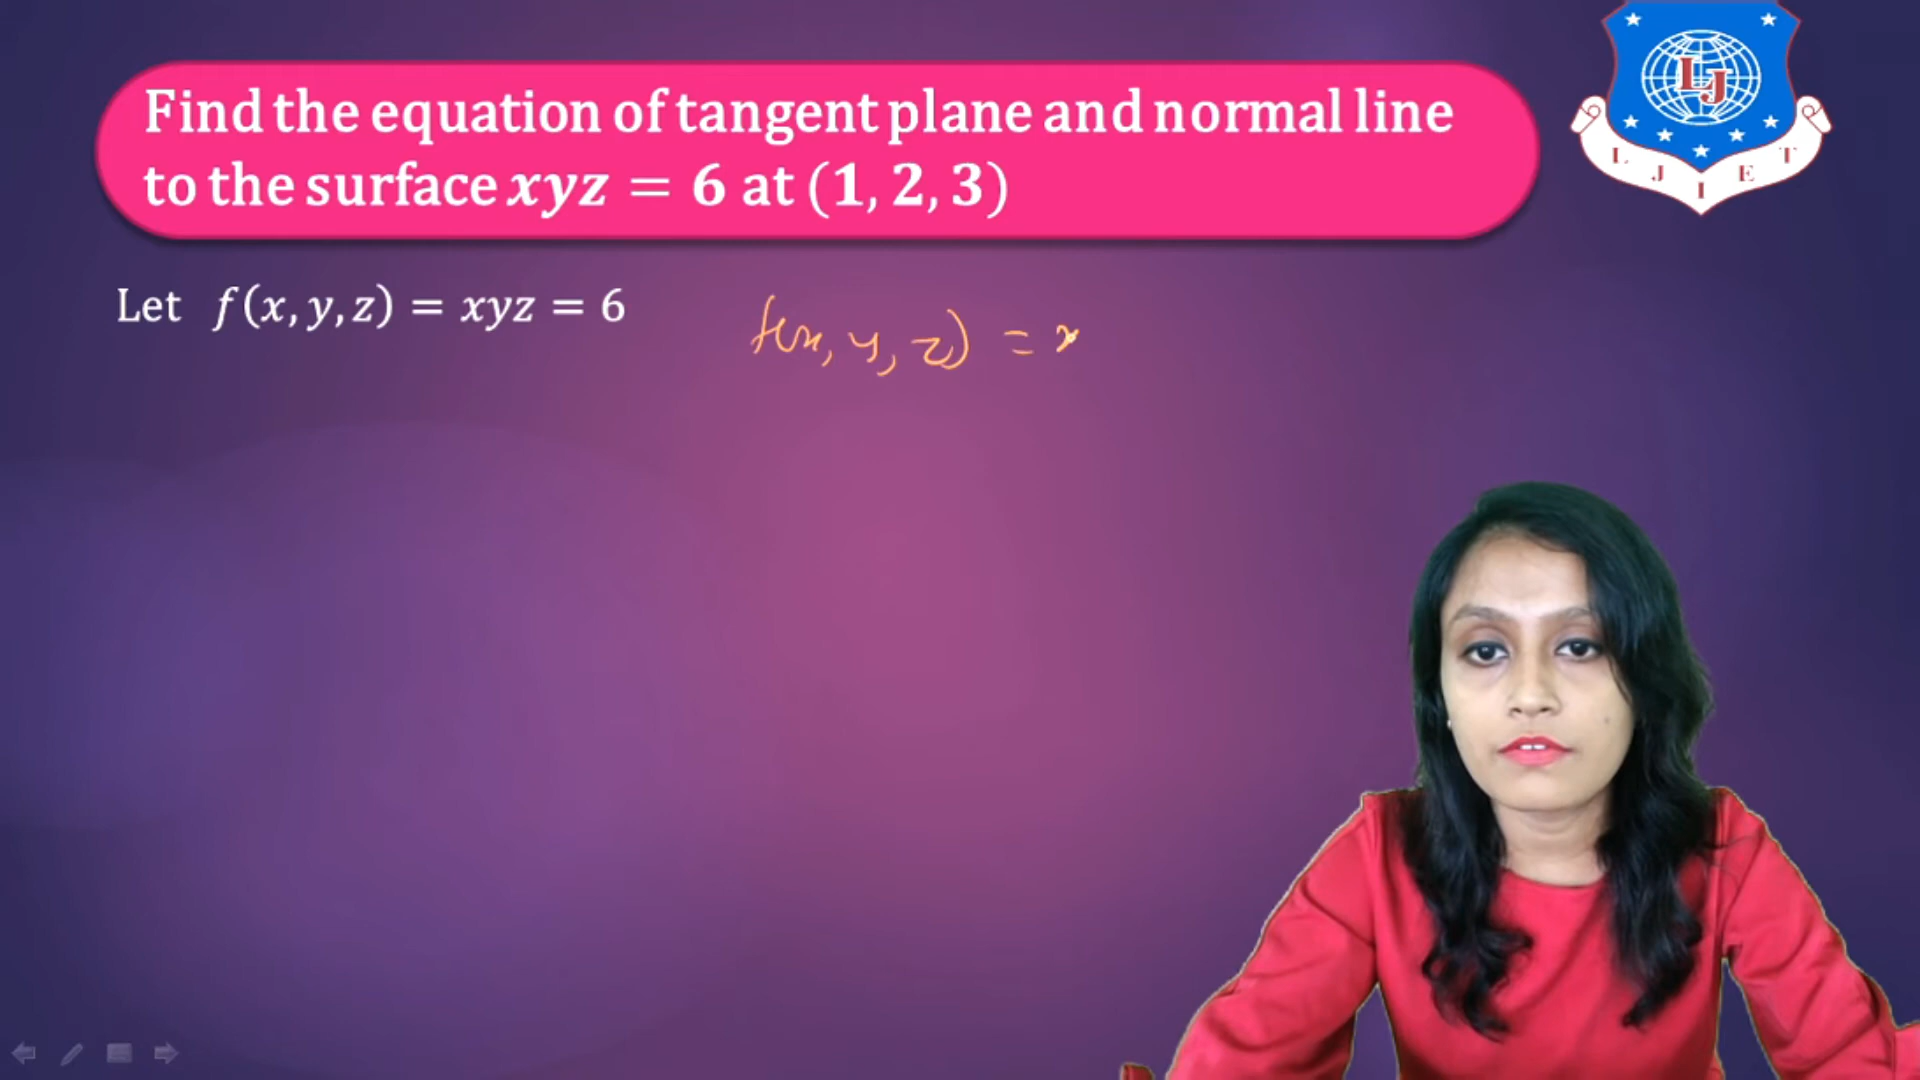 Find the equation of tangent plane and normal line
to the surface xyz = 6 at (1, 2, 3)
LJ
L J I E T
Let f(x, y, z) = xyz = 6
f(x, y, z) = x